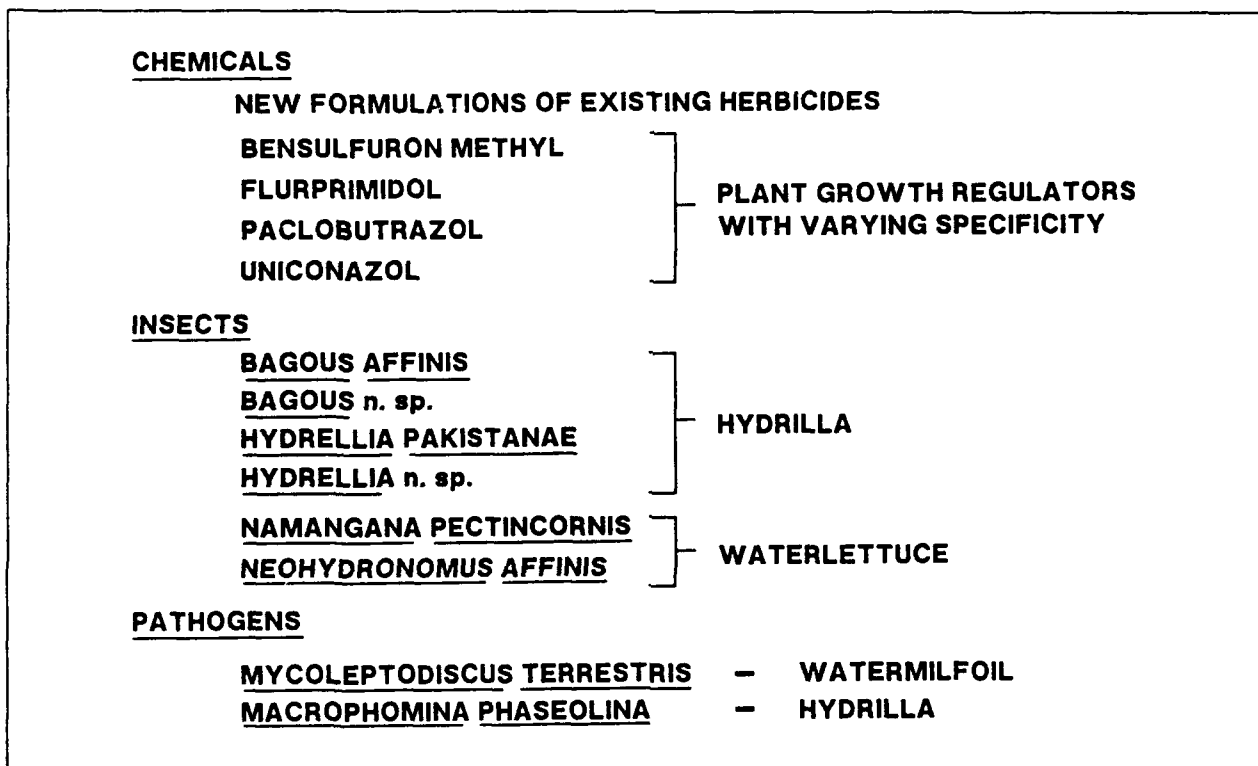 CHEMICALS
NEW FORMULATIONS OF EXISTING HERBICIDES
BENSULFURON METHYL
FLURPRIMIDOL
PACLOBUTRAZOL
UNICONAZOL
PLANT GROWTH REGULATORS
WITH VARYING SPECIFICITY
INSECTS
BAGOUS AFFINIS
BAGOUS n. sp.
HYDRELLIA PAKISTANAE
HYDRELLIA n. sp.
HYDRILLA
NAMANGANA PECTINCORNIS
NEOHYDRONOMUS AFFINIS
WATERLETTUCE
PATHOGENS
MYCOLEPTODISCUS TERRESTRIS – WATERMILFOIL
MACROPHOMINA PHASEOLINA – HYDRILLA